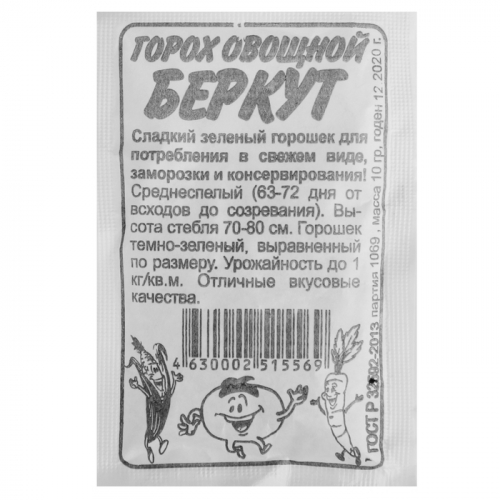 ГОРОХ ОВОЩНОЙ
БЕРКУТ
Сладкий зеленый горошек для
потребления в свежем виде,
заморозки и консервирования!
Среднеспелый (63-72 дня от
всходов до созревания). Вы-
сота стебля 70-80 см. Горошек
темно-зеленый, выравненный
по размеру. Урожайность до 1
кг/кв.м. Отличные вкусовые
качества.
4 630002 515569
ГОСТ Р партия 1069 , масса 10 гр, годен 12 2020 г.